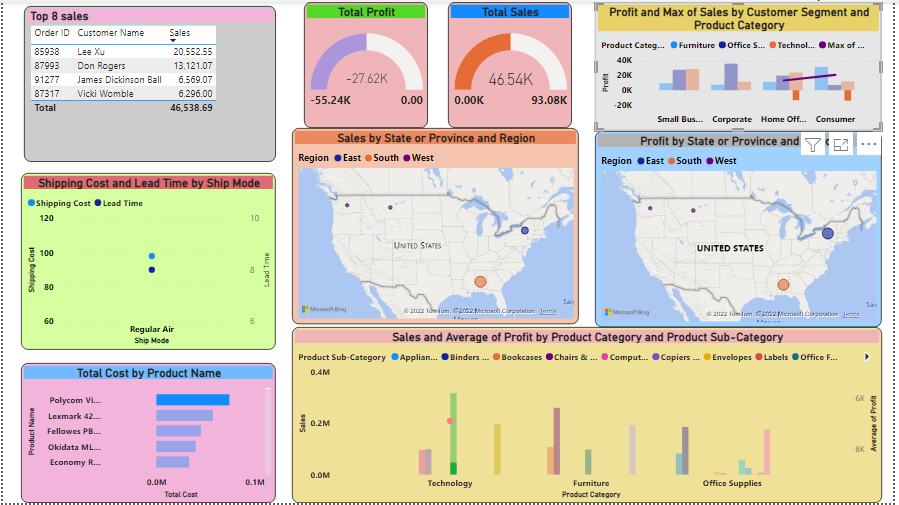 Top 8 sales
Order ID Customer Name Sales
85938 Lee Xu 20,552.55
87993 Don Rogers 13,121.07
91277 James Dickinson Ball 6,569.07
87317 Vicki Womble 6,296.00
Total 46,538.69
Total Profit
-27.62K
-55.24K 0.00
Total Sales
46.54K
0.00K 93.08K
Profit and Max of Sales by Customer Segment and
Product Category
Product Categ... Furniture Office S... Technol... Max of ...
Profit
40K
20K
0K
-20K
Small Bus... Corporate Home Off... Consumer
Shipping Cost and Lead Time by Ship Mode
Shipping Cost Lead Time
Shipping Cost
120
100
80
60
10
8
6
Lead Time
Regular Air
Ship Mode
Sales by State or Province and Region
Region East South West
UNITED STATES
Microsoft Bing
© 2022 TomTom, © 2022 Microsoft Corporation Terms
San
Profit by State or Province and
Region East South West
UNITED STATES
Microsoft Bing
© 2022 TomTom, © 2022 Microsoft Corporation Terms
San
Total Cost by Product Name
Product Name
Polycom Vi...
Lexmark 42...
Fellowes PB...
Okidata ML...
Economy R...
0.0M 0.1M
Total Cost
Sales and Average of Profit by Product Category and Product Sub-Category
Product Sub-Category Applian... Binders ... Bookcases Chairs & ... Comput... Copiers ... Envelopes Labels Office F...
Sales
0.4M
0.2M
0.0M
-6K
-8K
Average of Profit
Technology Furniture Office Supplies
Product Category